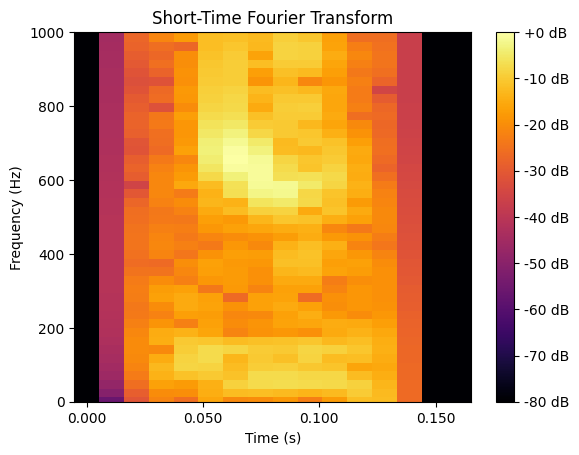 Short-Time Fourier Transform
1000
800
600
400
200
0
Frequency (Hz)
0.000
0.050
0.100
0.150
Time (s)
+0 dB
-10 dB
-20 dB
-30 dB
-40 dB
-50 dB
-60 dB
-70 dB
-80 dB